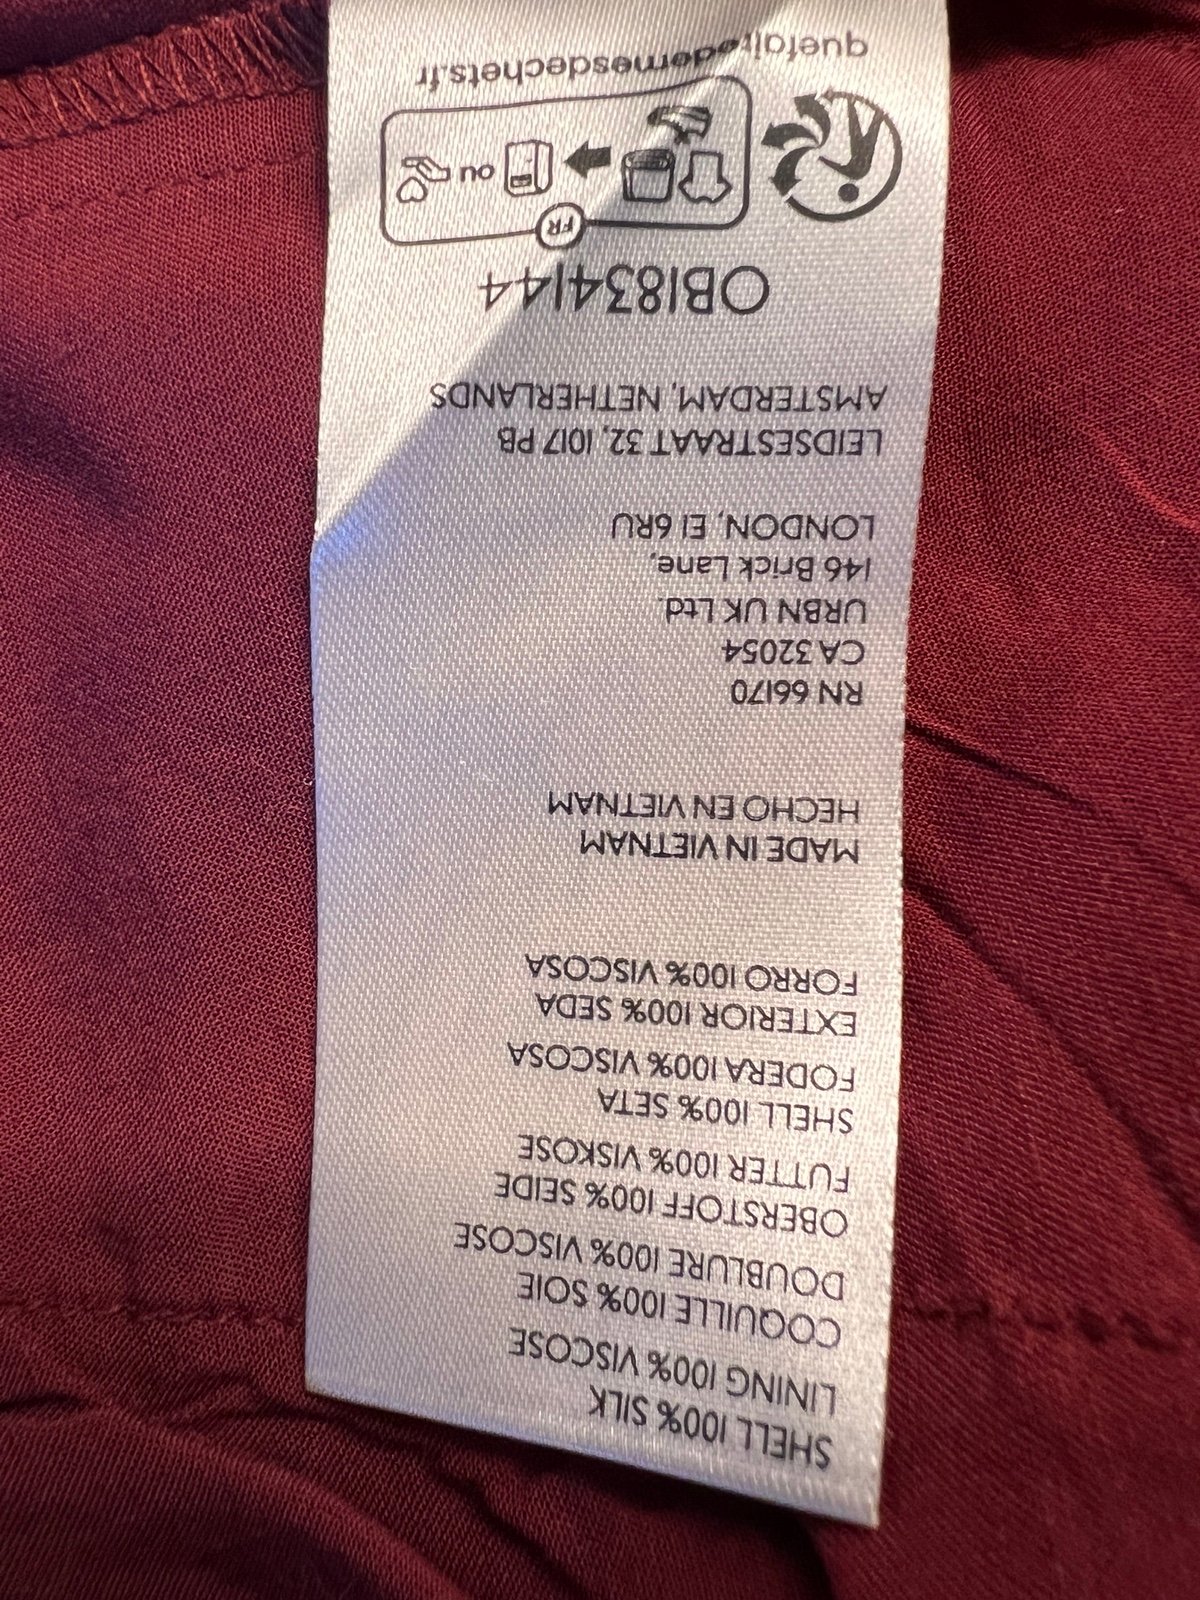 SHELL 100% SILK
LINING 100% VISCOSE
COQUILLE 100% SOIE
DOUBLURE 100% VISCOSE
OBERSTOFF 100% SEIDE
FUTTER 100% VISKOSE
SHELL 100% SETA
FODERA 100% VISCOSA
EXTERIOR 100% SEDA
FORRO 100% VISCOSA
MADE IN VIETNAM
HECHO EN VIETNAM
RN 66170
CA 32054
URBN UK Ltd.
146 Brick Lane,
LONDON, E1 6RU
LEIDSESTRAAT 32, 1017 PB
AMSTERDAM, NETHERLANDS
OB1834144
FR
ou
quefairedemesdechets.fr